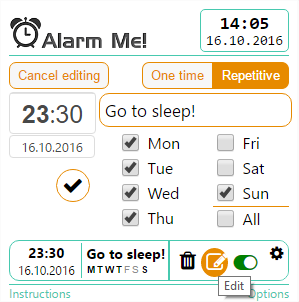 Alarm Me!
14:05
16.10.2016
Cancel editing
One time
Repetitive
23:30
16.10.2016
Go to sleep!
Mon
Fri
Tue
Sat
Wed
Sun
Thu
All
23:30
16.10.2016
Go to sleep!
M T W T F S S
Edit
Instructions
Options